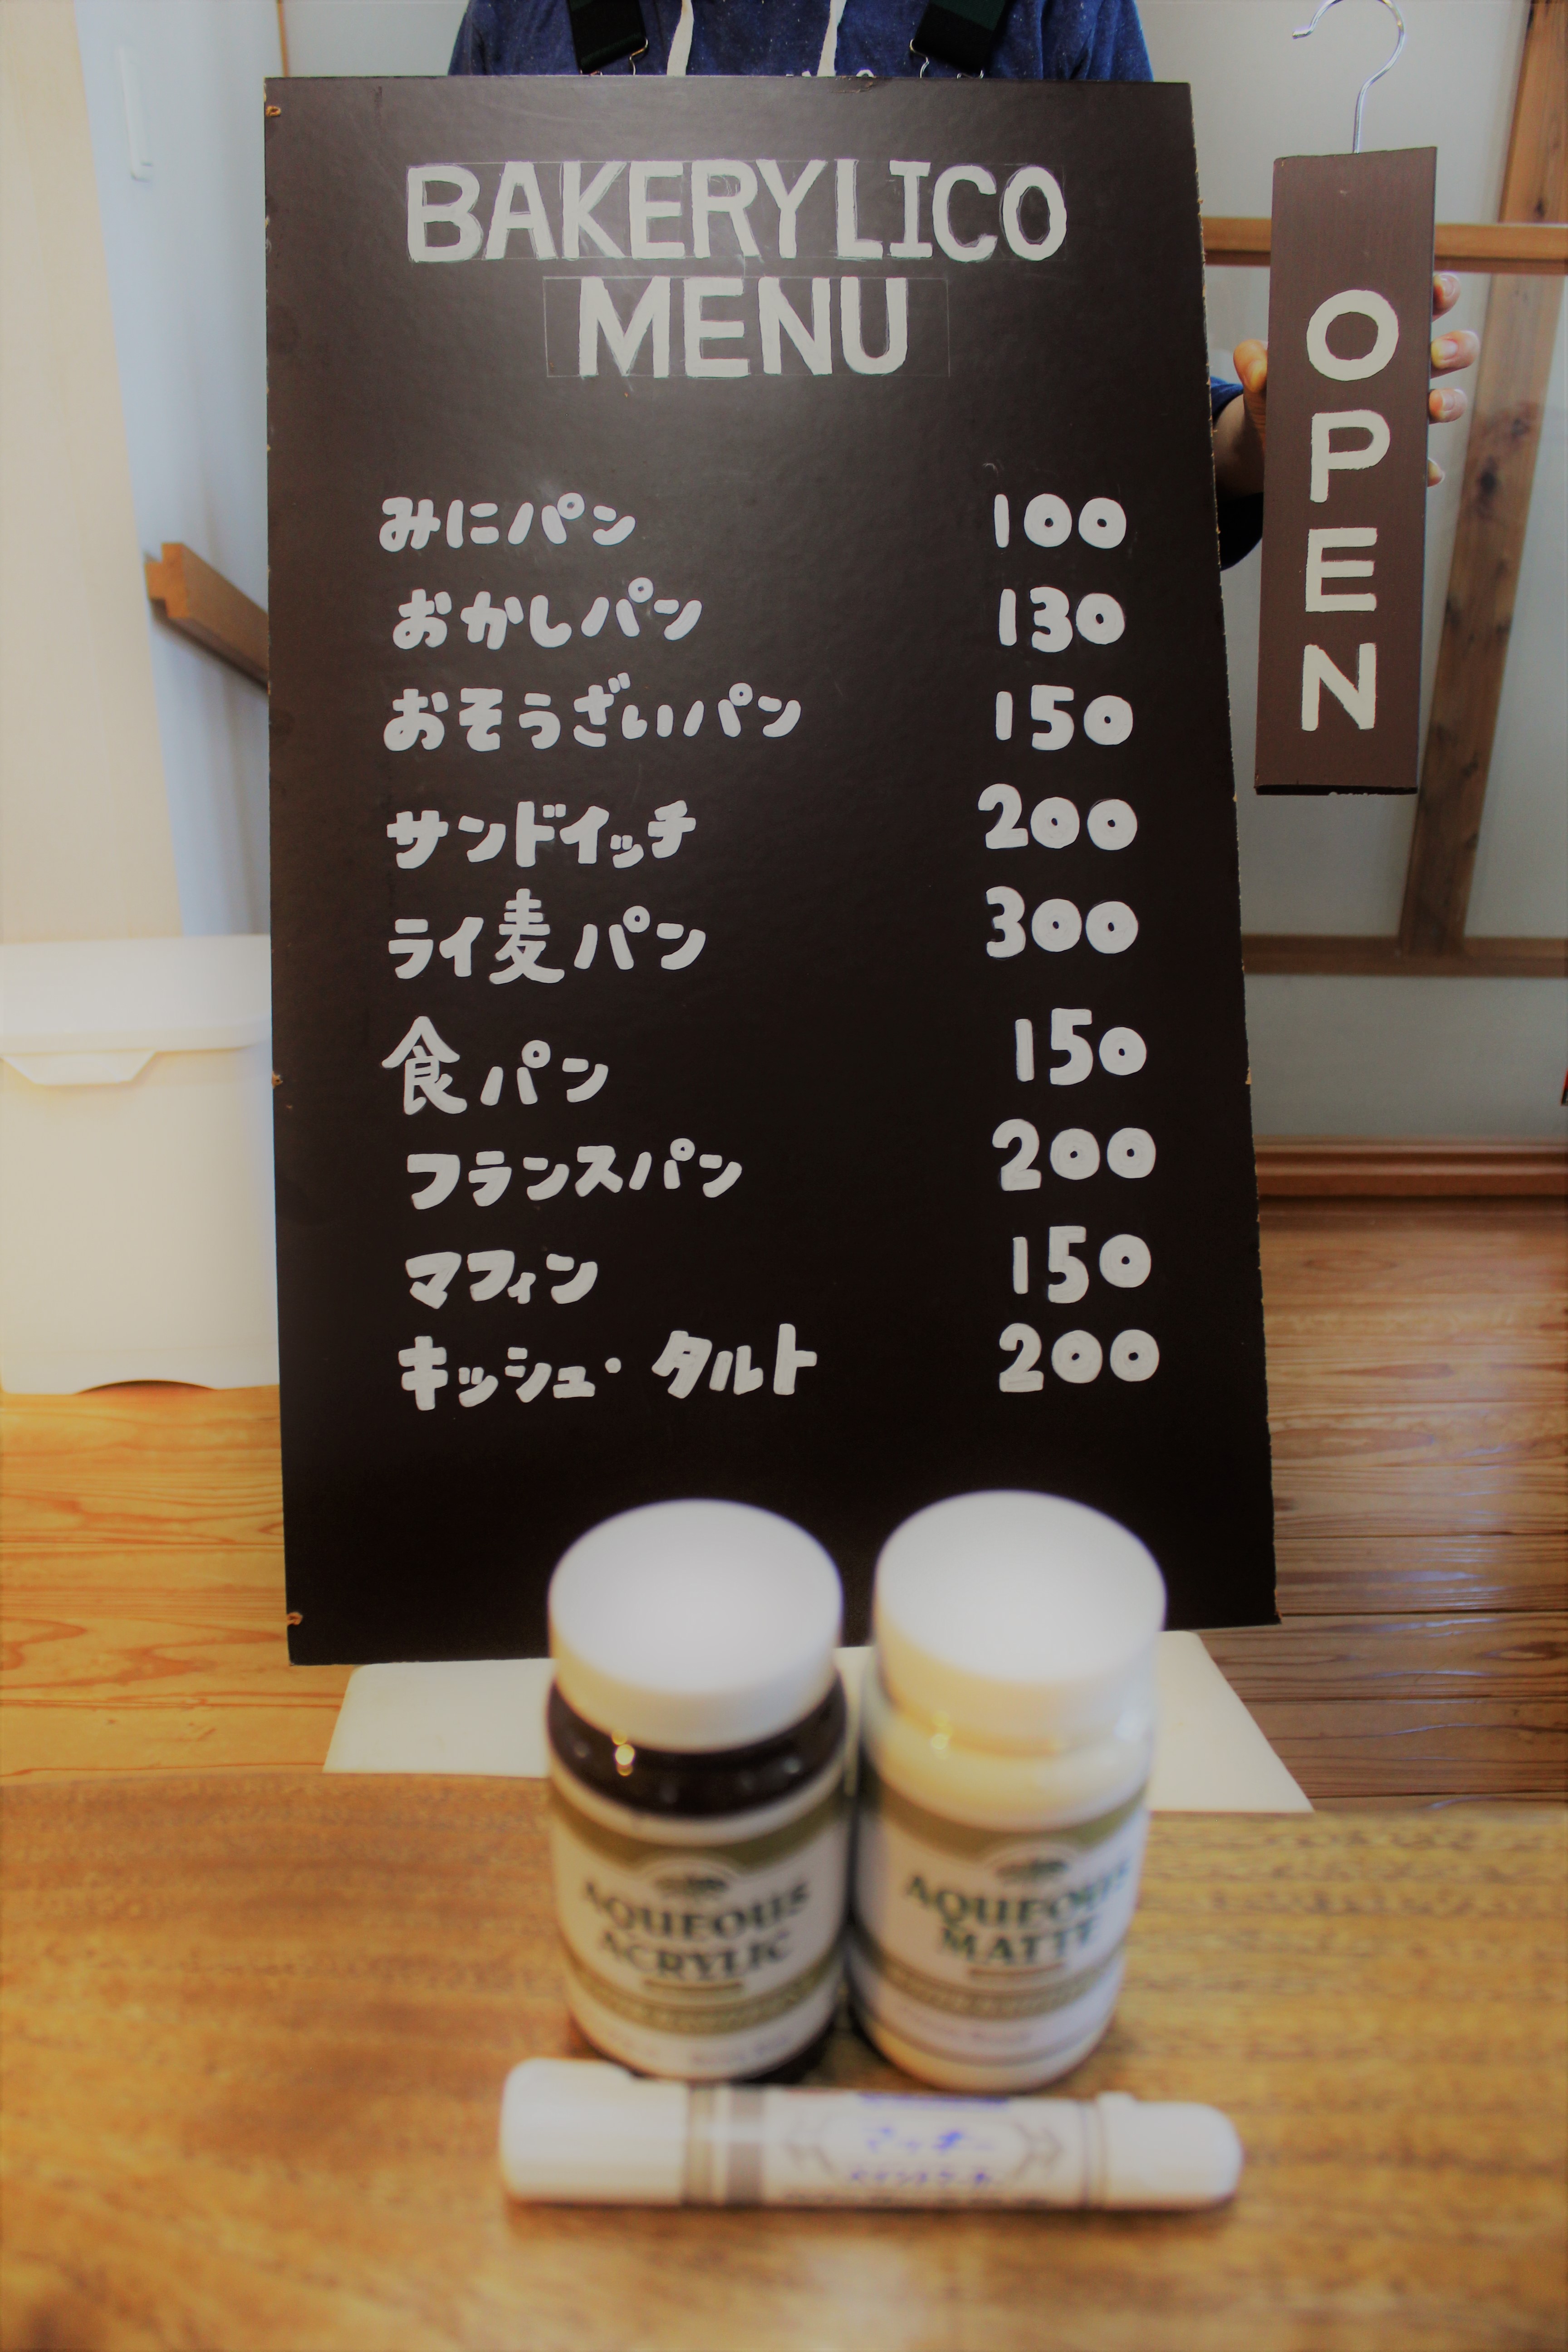 BAKERY LICO
MENU
みにパン 100
おかしパン 130
おそうざいパン 150
サンドイッチ 200
ライ麦パン 300
食パン 150
フランスパン 200
マフィン 150
キッシュ・タルト 200
OPEN
AQUEOUS
ACRYLIC
AQUEOUS
MATTE